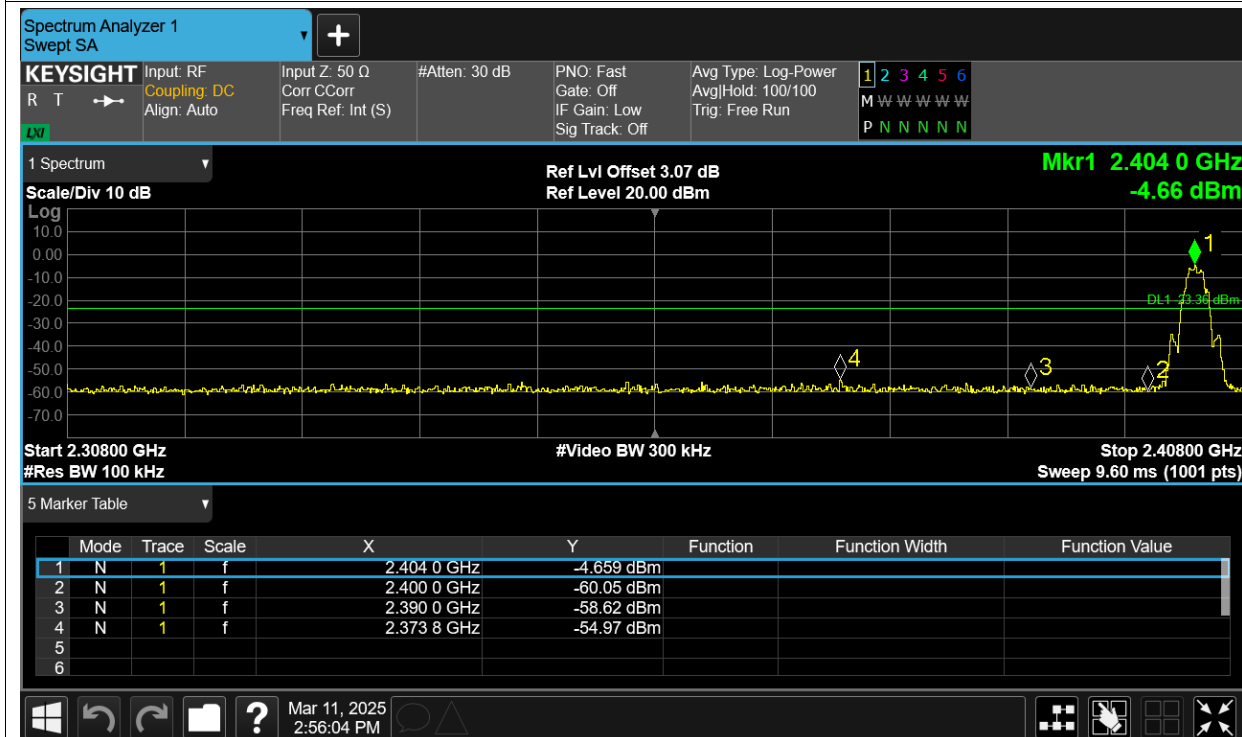 Spectrum Analyzer 1
Swept SA
+
KEYSIGHT
R T
LXI
Input: RF
Coupling: DC
Align: Auto
Input Z: 50 Ω
Corr CCorr
Freq Ref: Int (S)
#Atten: 30 dB
PNO: Fast
Gate: Off
IF Gain: Low
Sig Track: Off
Avg Type: Log-Power
Avg|Hold: 100/100
Trig: Free Run
1 2 3 4 5 6
M W W W W W
P N N N N N
1 Spectrum
Scale/Div 10 dB
Ref Lvl Offset 3.07 dB
Ref Level 20.00 dBm
Mkr1 2.404 0 GHz
-4.66 dBm
Log
10.0
0.00
-10.0
-20.0
-30.0
-40.0
-50.0
-60.0
-70.0
1
DL1 -23.36 dBm
4
3
2
Start 2.30800 GHz
#Res BW 100 kHz
#Video BW 300 kHz
Stop 2.40800 GHz
Sweep 9.60 ms (1001 pts)
5 Marker Table
Mode Trace Scale X Y Function Function Width Function Value
1 N 1 f 2.404 0 GHz -4.659 dBm
2 N 1 f 2.400 0 GHz -60.05 dBm
3 N 1 f 2.390 0 GHz -58.62 dBm
4 N 1 f 2.373 8 GHz -54.97 dBm
5
6
?
Mar 11, 2025
2:56:04 PM